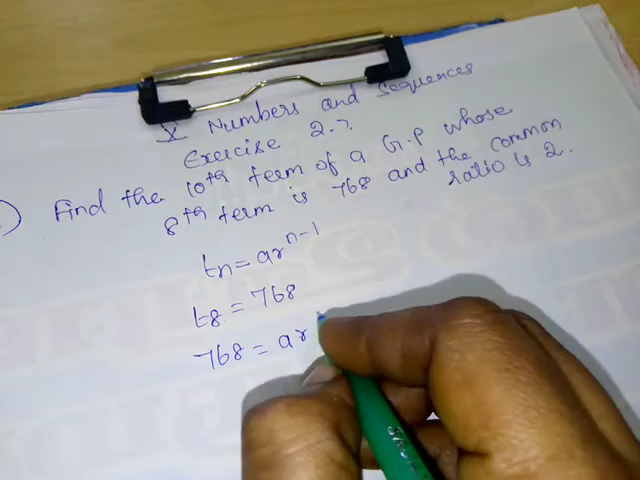 X Numbers and Sequences
Exercise 2.7
Find the 10th term of a G.P whose
8th term is 768 and the common
ratio is 2.
tn = ar^n-1
t8 = 768
768 = ar